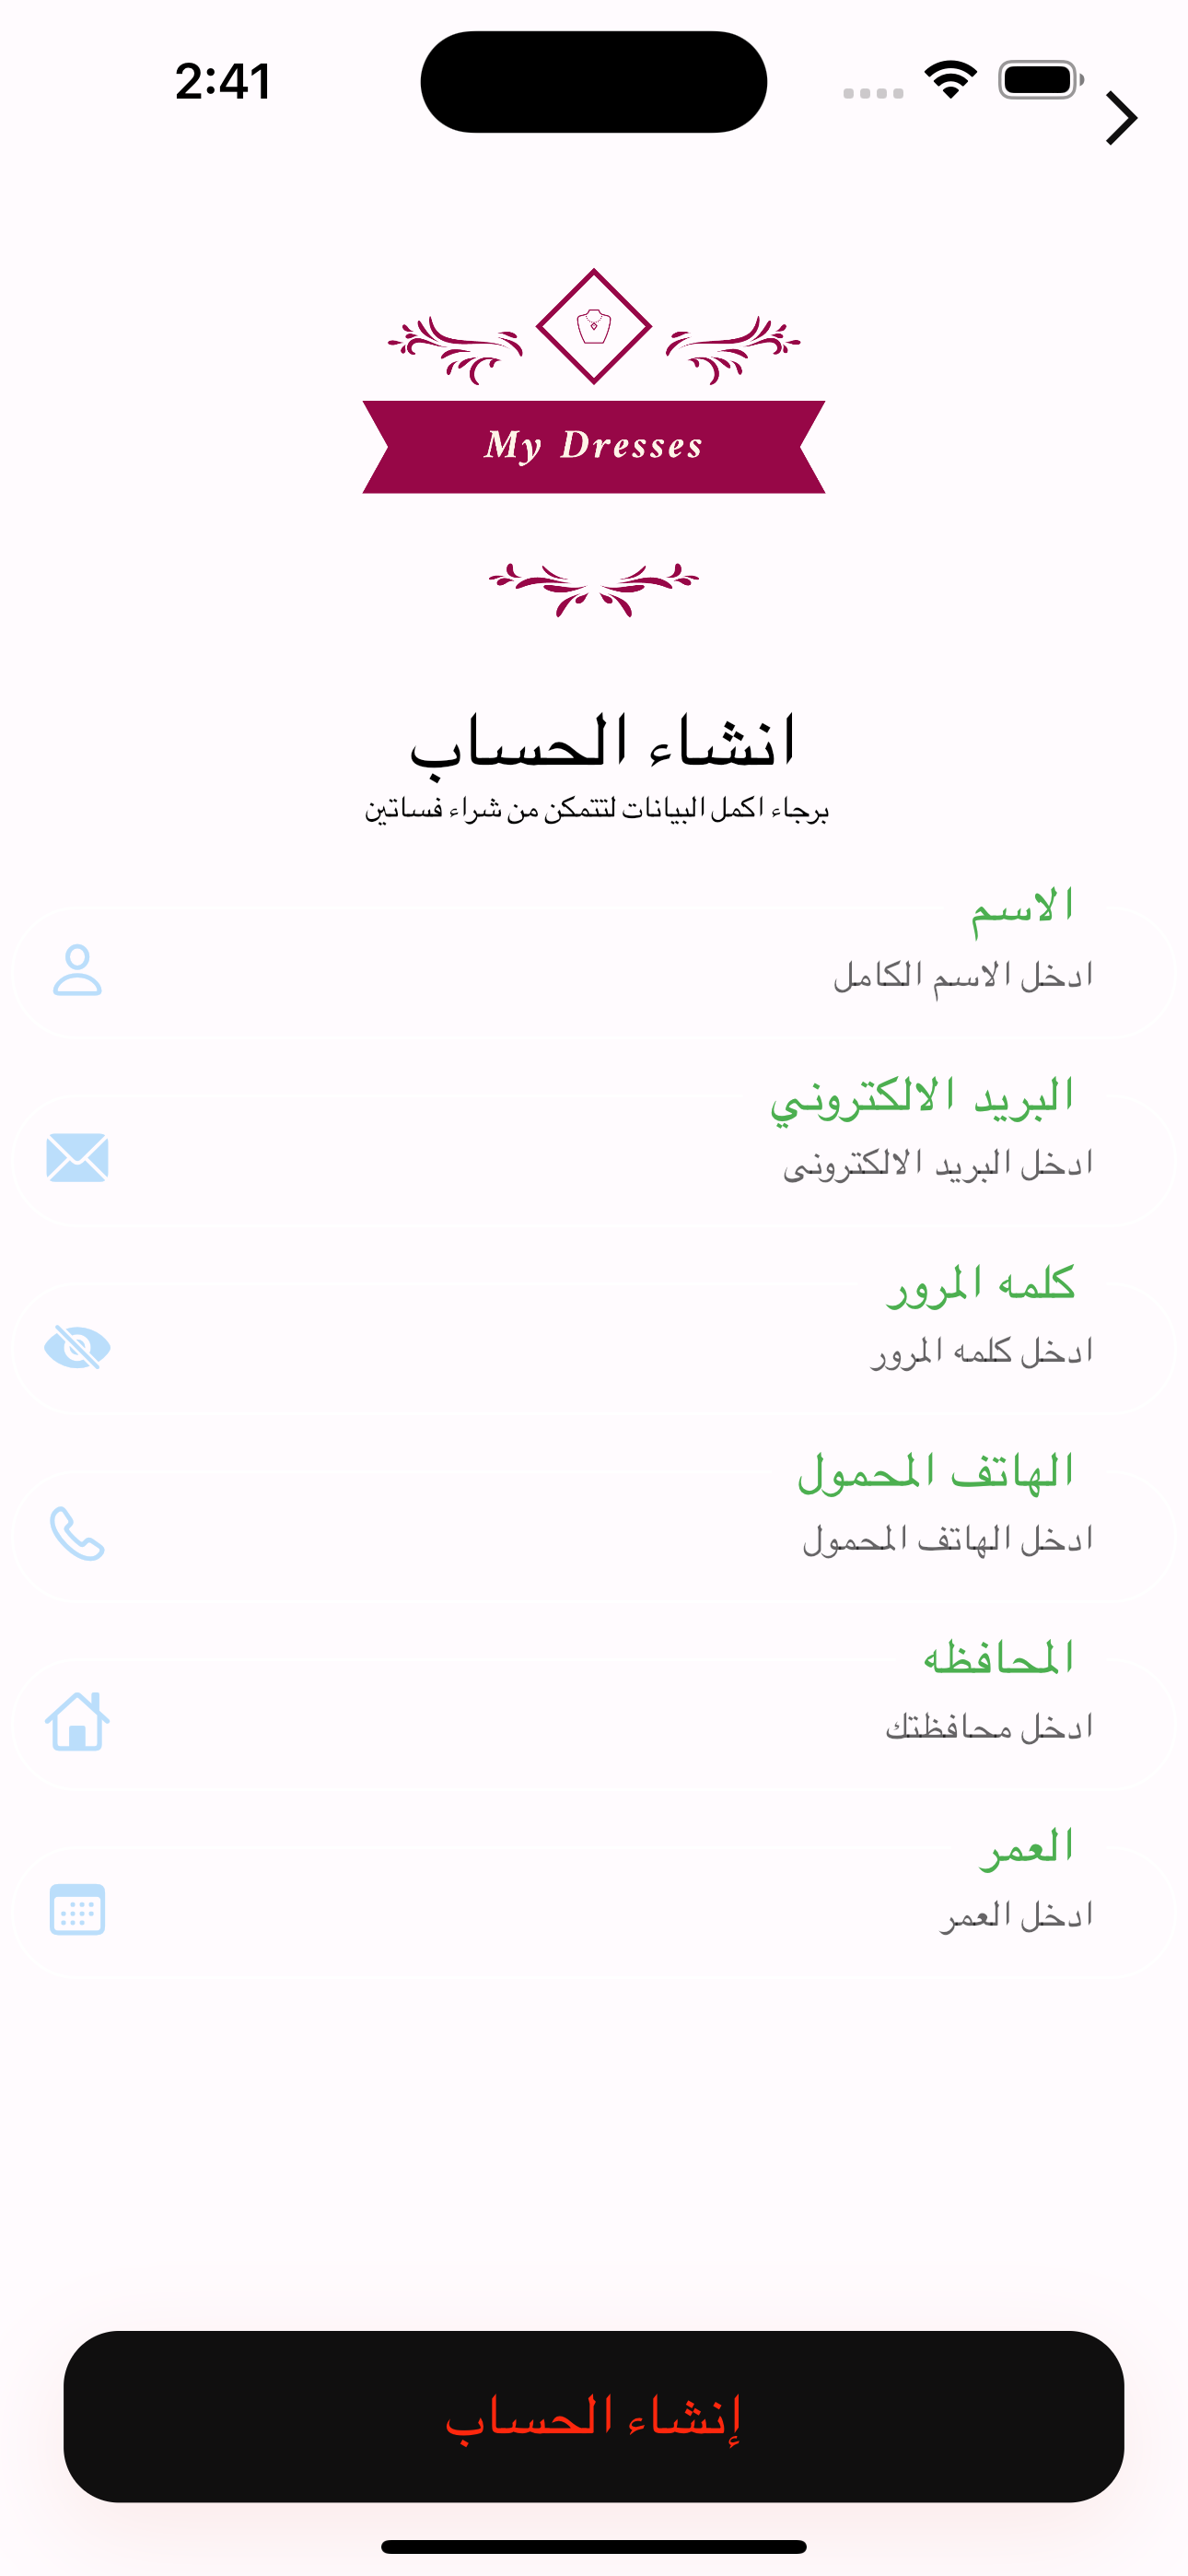 2:41
My Dresses
انشاء الحساب
برجاء اكمل البيانات لتتمكن من شراء فساتين
الاسم
ادخل الاسم الكامل
البريد الالكتروني
ادخل البريد الالكترونى
كلمه المرور
ادخل كلمه المرور
الهاتف المحمول
ادخل الهاتف المحمول
المحافظه
ادخل محافظتك
العمر
ادخل العمر
إنشاء الحساب